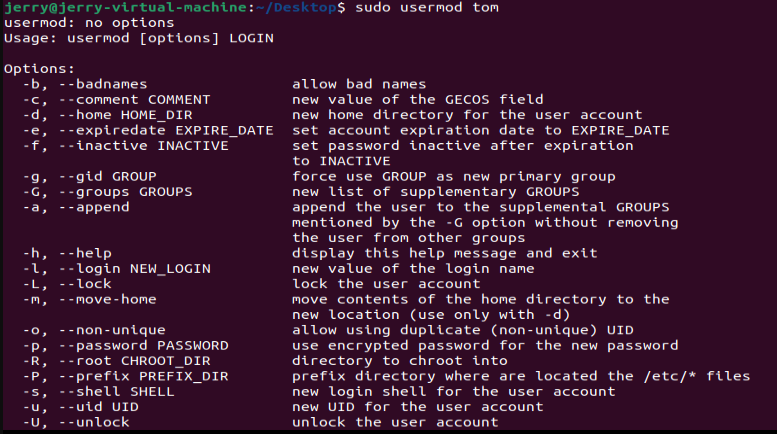 jerry@jerry-virtual-machine:~/Desktop$ sudo usermod tom
usermod: no options
Usage: usermod [options] LOGIN

Options:
  -b, --badnames                allow bad names
  -c, --comment COMMENT         new value of the GECOS field
  -d, --home HOME_DIR           new home directory for the user account
  -e, --expiredate EXPIRE_DATE  set account expiration date to EXPIRE_DATE
  -f, --inactive INACTIVE       set password inactive after expiration
                                to INACTIVE
  -g, --gid GROUP               force use GROUP as new primary group
  -G, --groups GROUPS           new list of supplementary GROUPS
  -a, --append                  append the user to the supplemental GROUPS
                                mentioned by the -G option without removing
                                the user from other groups
  -h, --help                    display this help message and exit
  -l, --login NEW_LOGIN         new value of the login name
  -L, --lock                    lock the user account
  -m, --move-home               move contents of the home directory to the
                                new location (use only with -d)
  -o, --non-unique              allow using duplicate (non-unique) UID
  -p, --password PASSWORD       use encrypted password for the new password
  -R, --root CHROOT_DIR         directory to chroot into
  -P, --prefix PREFIX_DIR       prefix directory where are located the /etc/* files
  -s, --shell SHELL             new login shell for the user account
  -u, --uid UID                 new UID for the user account
  -U, --unlock                  unlock the user account